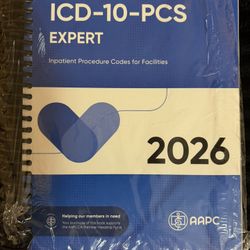 ICD-10-PCS
EXPERT
Inpatient Procedure Codes for Facilities
2026
Helping our members in need
AAPC